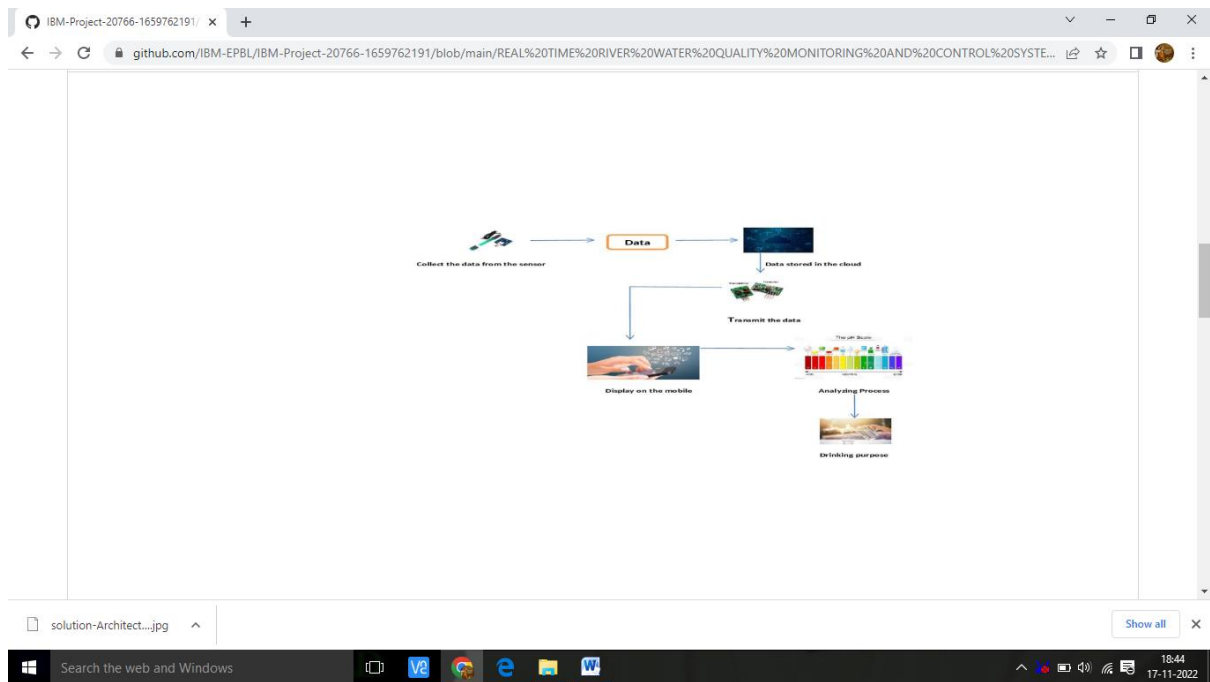 IBM-Project-20766-1659762191/
github.com/IBM-EPBL/IBM-Project-20766-1659762191/blob/main/REAL%20TIME%20RIVER%20WATER%20QUALITY%20MONITORING%20AND%20CONTROL%20SYSTE...
Data
Collect the data from the sensor
Data stored in the cloud
Transmit the data
The pH Scale
Display on the mobile
Analyzing Process
Drinking purpose
solution-Architect....jpg
Show all
Search the web and Windows
18:44
17-11-2022